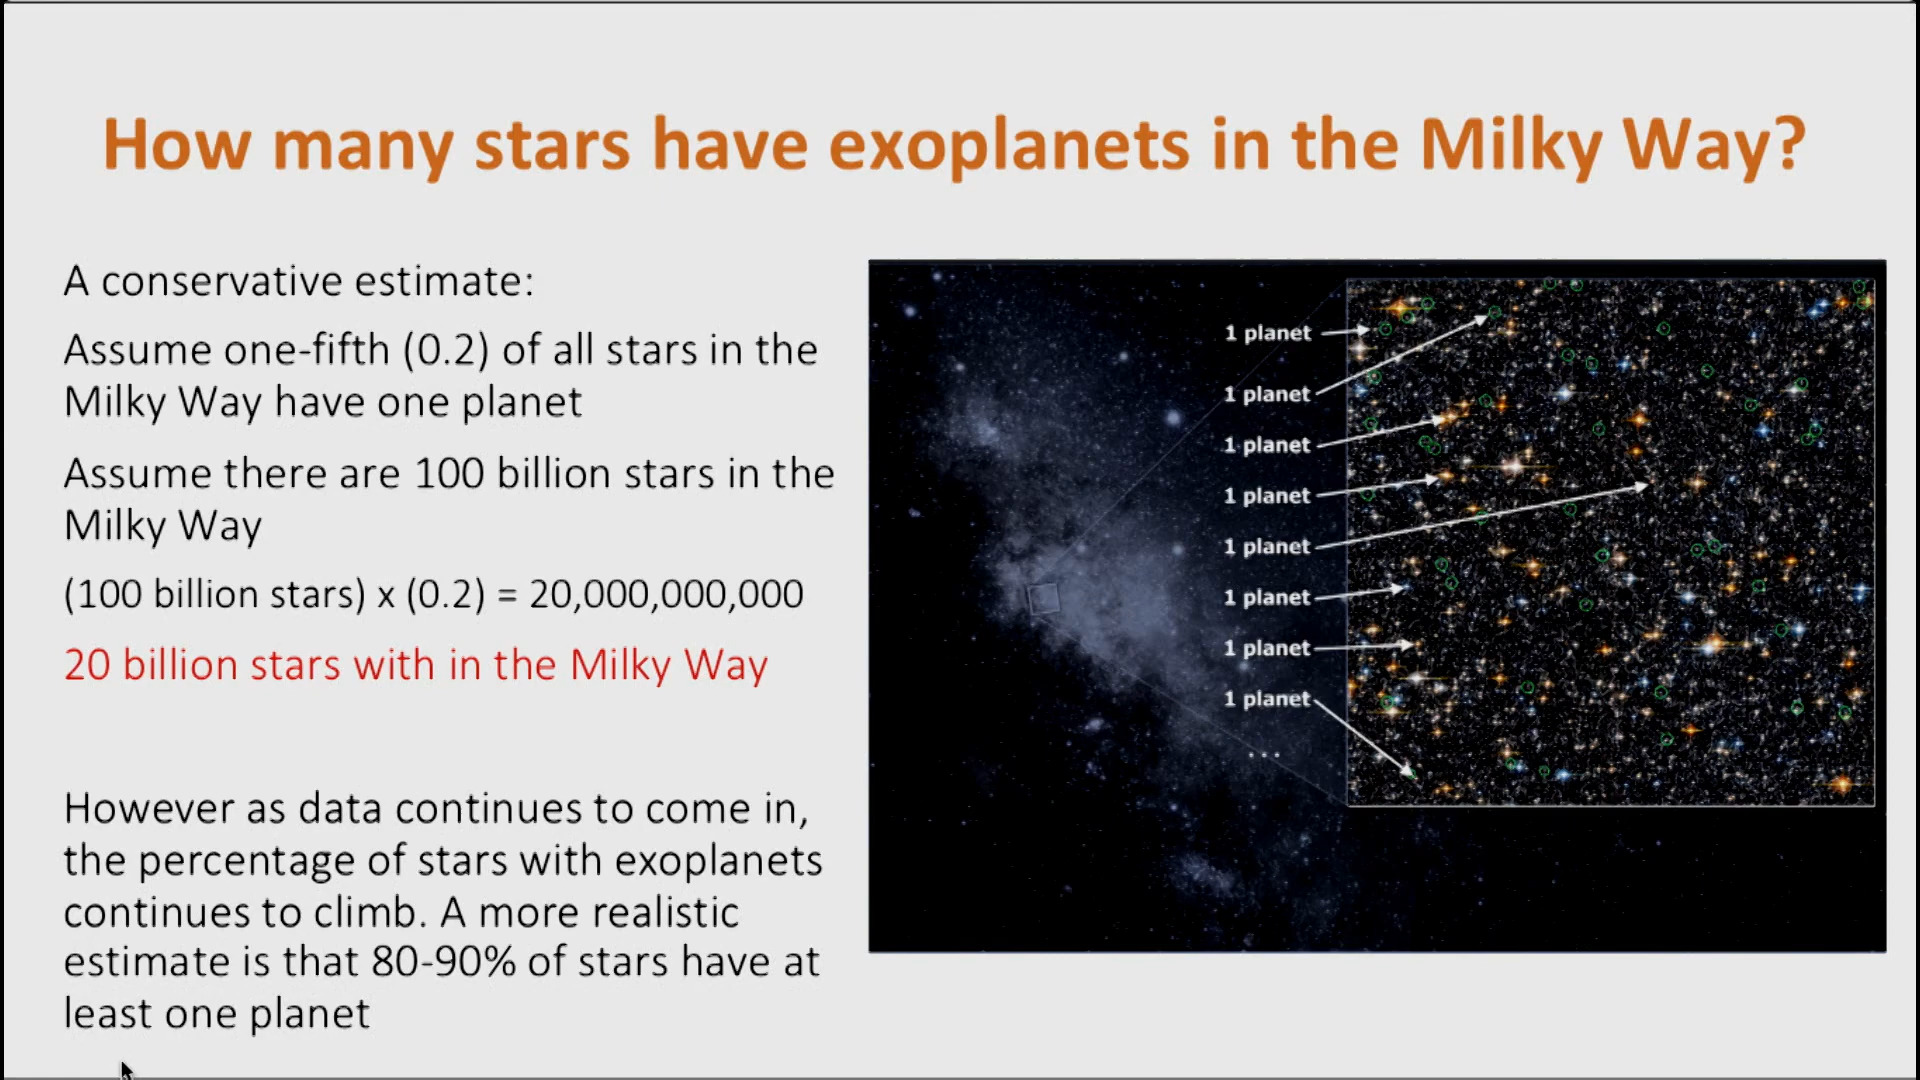 How many stars have exoplanets in the Milky Way?
A conservative estimate:
Assume one-fifth (0.2) of all stars in the
Milky Way have one planet
Assume there are 100 billion stars in the
Milky Way
(100 billion stars) x (0.2) = 20,000,000,000
20 billion stars with in the Milky Way
However as data continues to come in,
the percentage of stars with exoplanets
continues to climb. A more realistic
estimate is that 80-90% of stars have at
least one planet
1 planet
1 planet
1 planet
1 planet
1 planet
1 planet
1 planet
1 planet
...